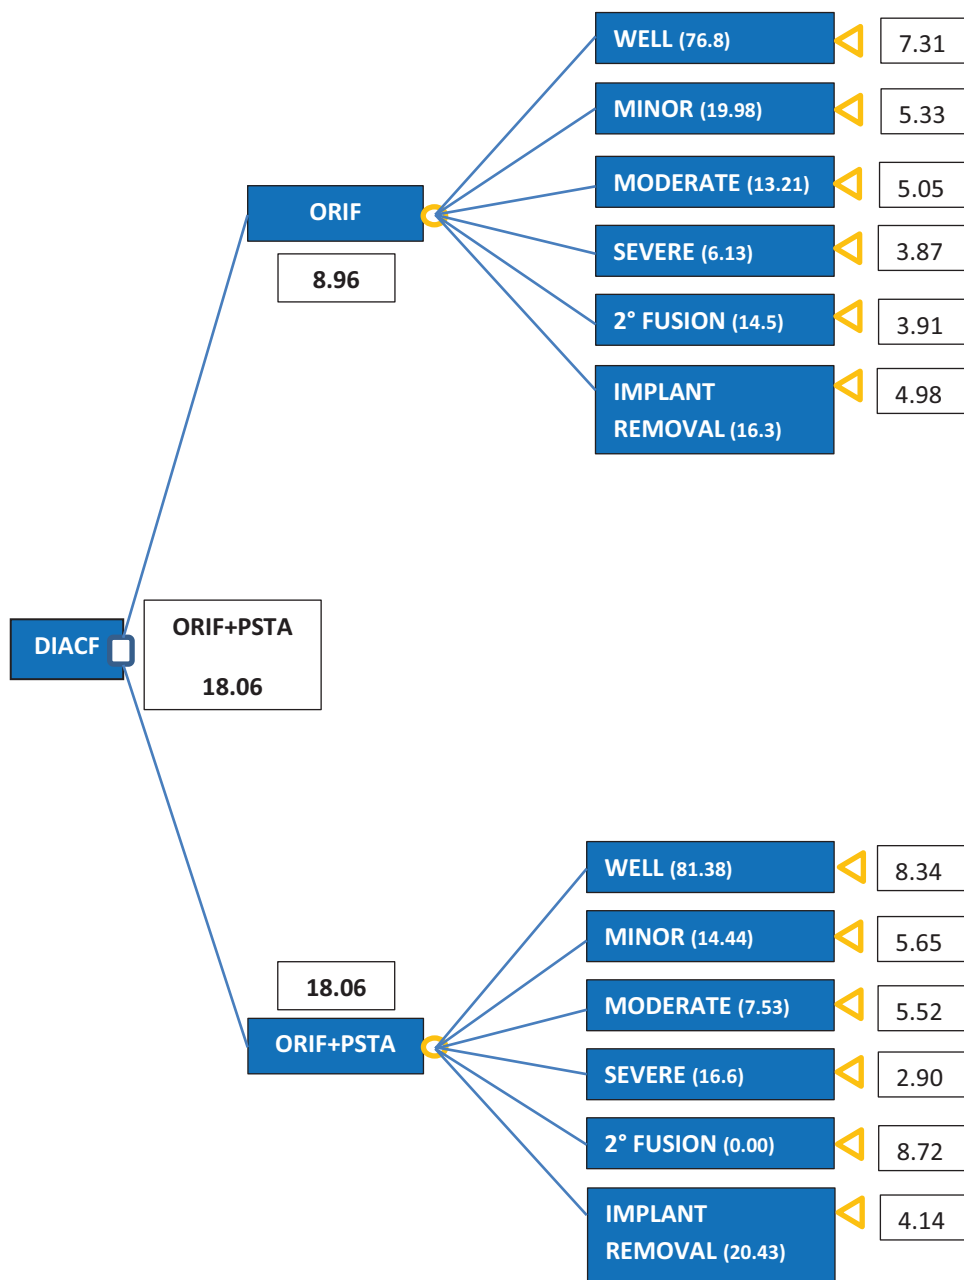 WELL (76.8)
7.31
MINOR (19.98)
5.33
MODERATE (13.21)
5.05
ORIF
8.96
SEVERE (6.13)
3.87
2° FUSION (14.5)
3.91
IMPLANT
REMOVAL (16.3)
4.98
DIACF
ORIF+PSTA
18.06
WELL (81.38)
8.34
MINOR (14.44)
5.65
18.06
ORIF+PSTA
MODERATE (7.53)
5.52
SEVERE (16.6)
2.90
2° FUSION (0.00)
8.72
IMPLANT
REMOVAL (20.43)
4.14